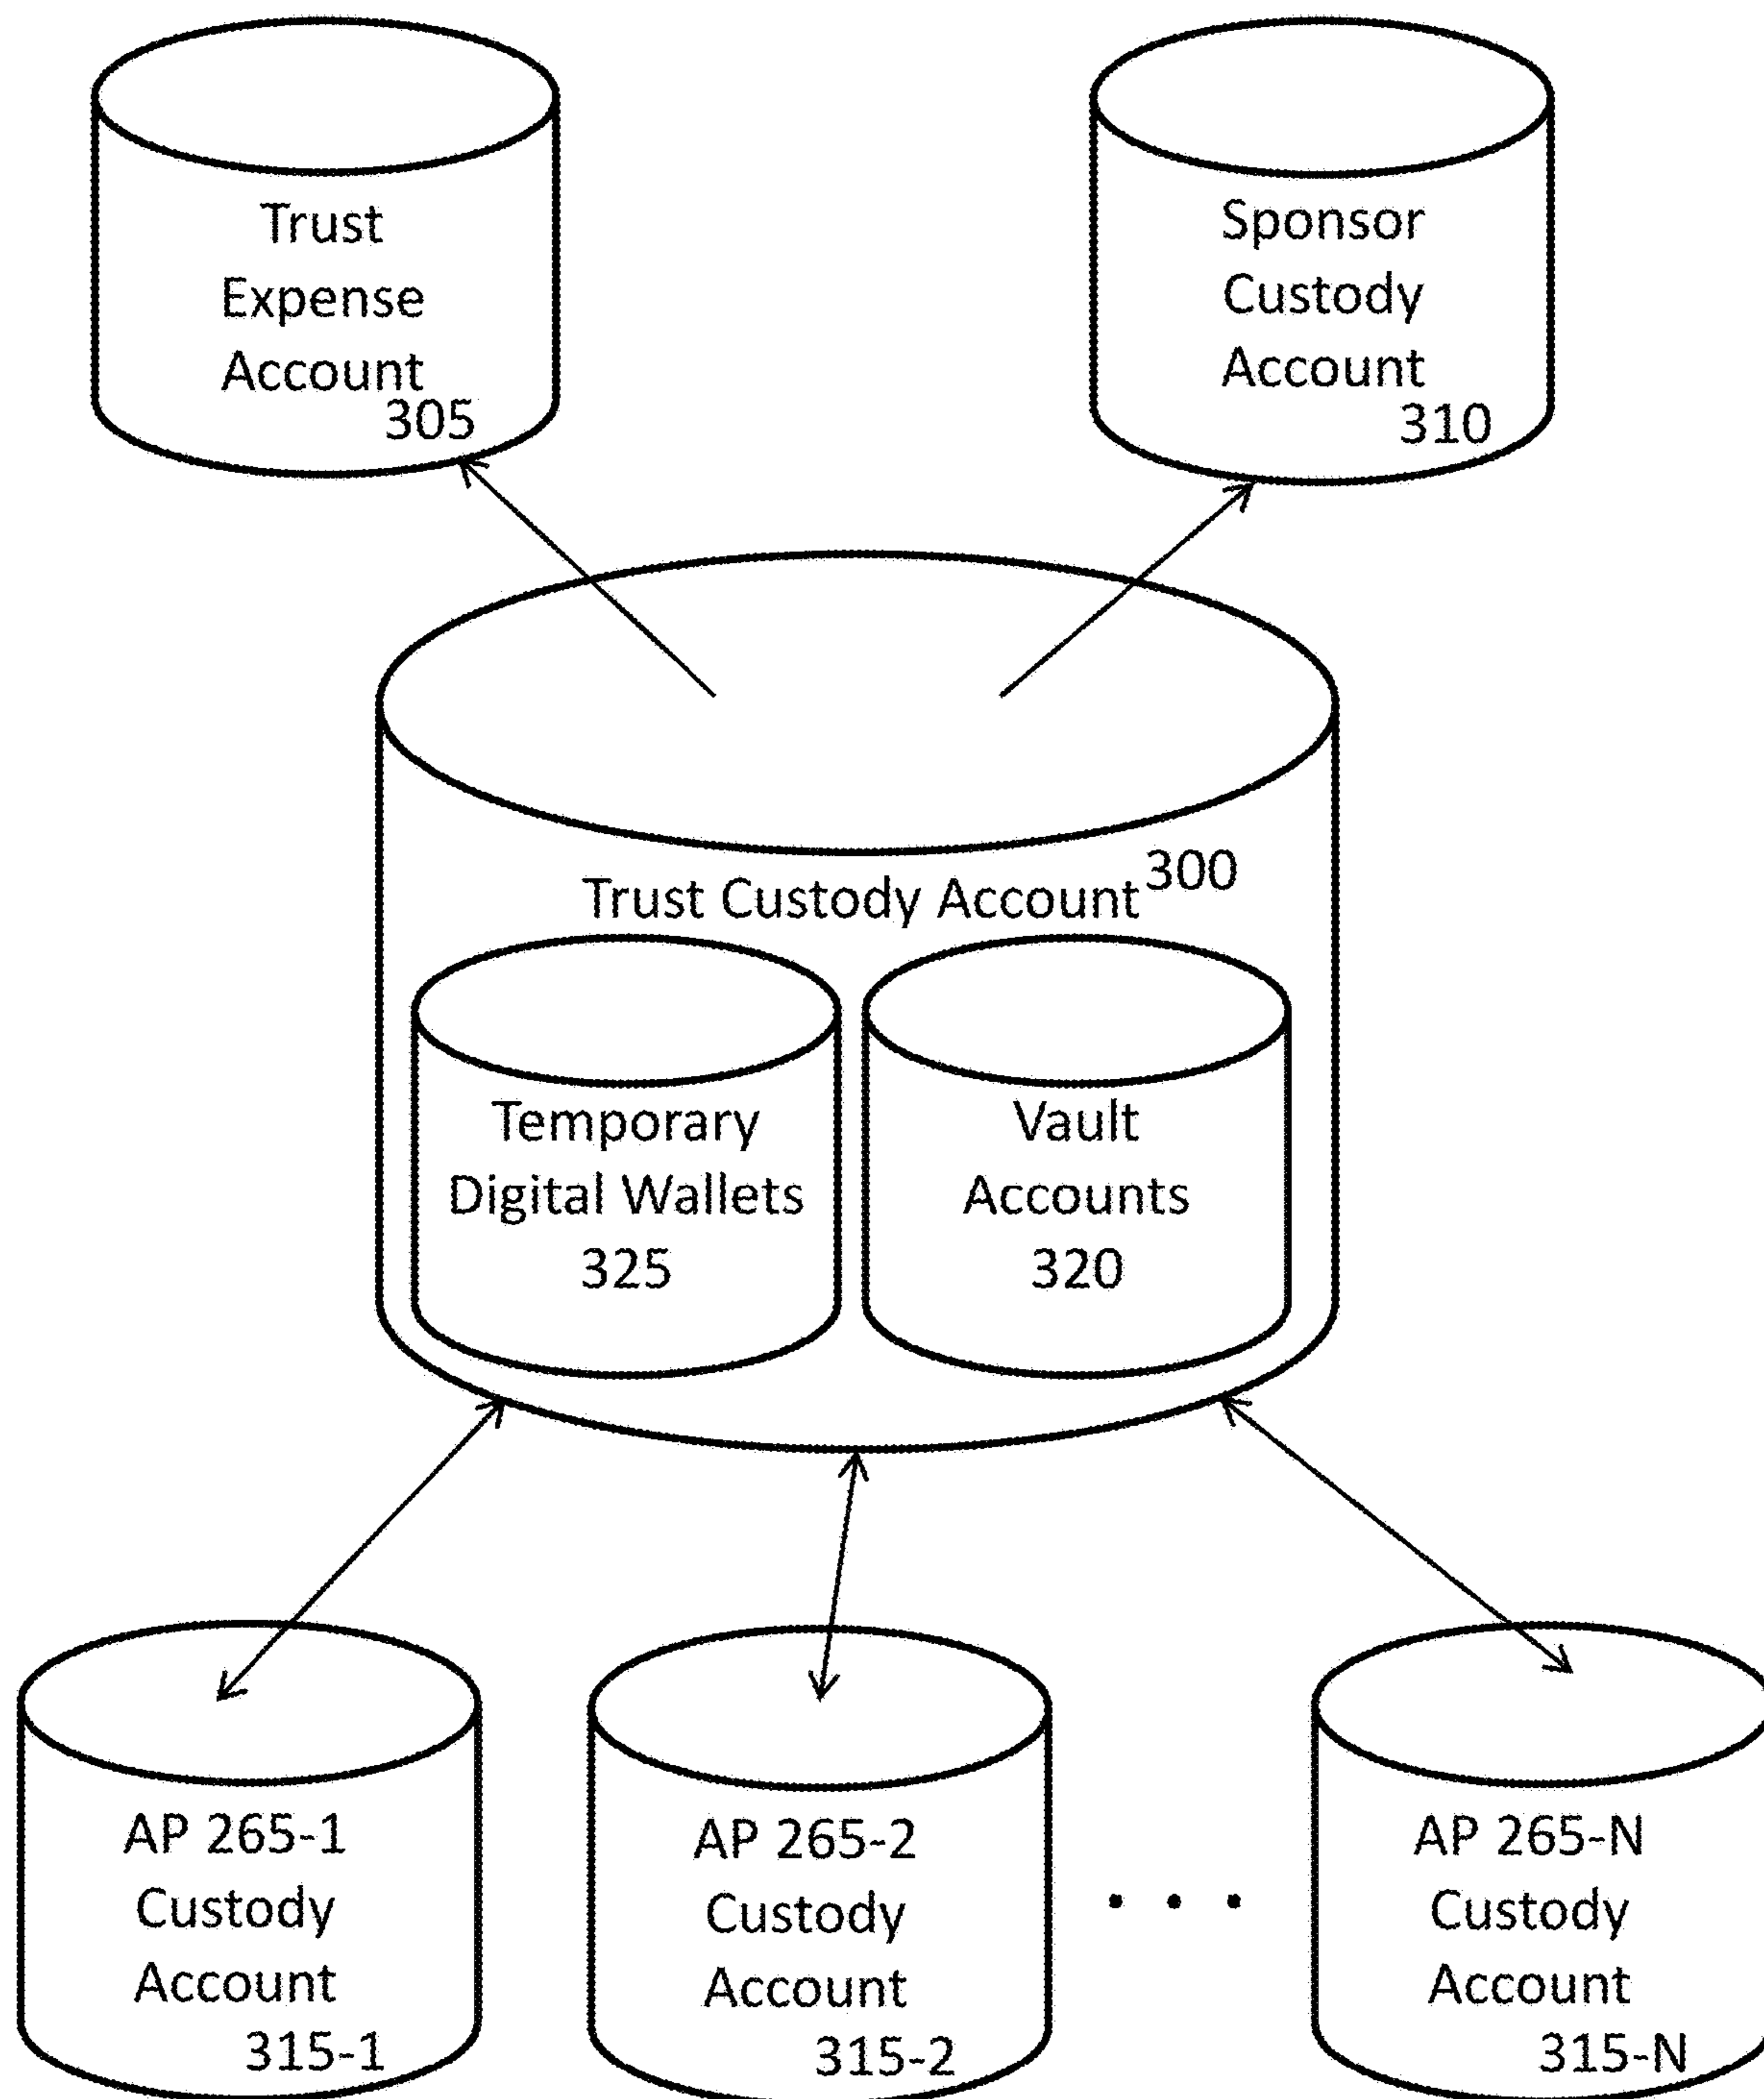 Trust
Expense
Account
305
Sponsor
Custody
Account
310
Trust Custody Account 300
Temporary
Digital Wallets
325
Vault
Accounts
320
AP 265-1
Custody
Account
315-1
AP 265-2
Custody
Account
315-2
. . .
AP 265-N
Custody
Account
315-N